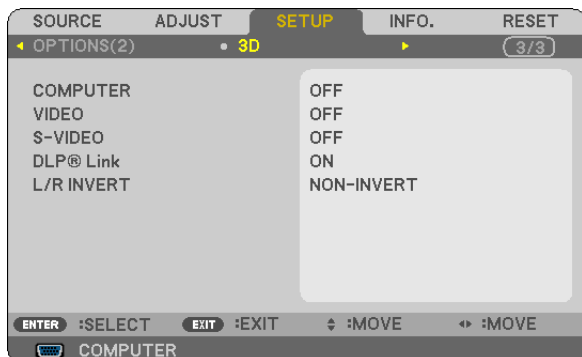 SOURCE ADJUST SETUP INFO. RESET
OPTIONS(2) 3D 3/3
COMPUTER OFF
VIDEO OFF
S-VIDEO OFF
DLP® Link ON
L/R INVERT NON-INVERT
ENTER :SELECT EXIT :EXIT :MOVE :MOVE
COMPUTER